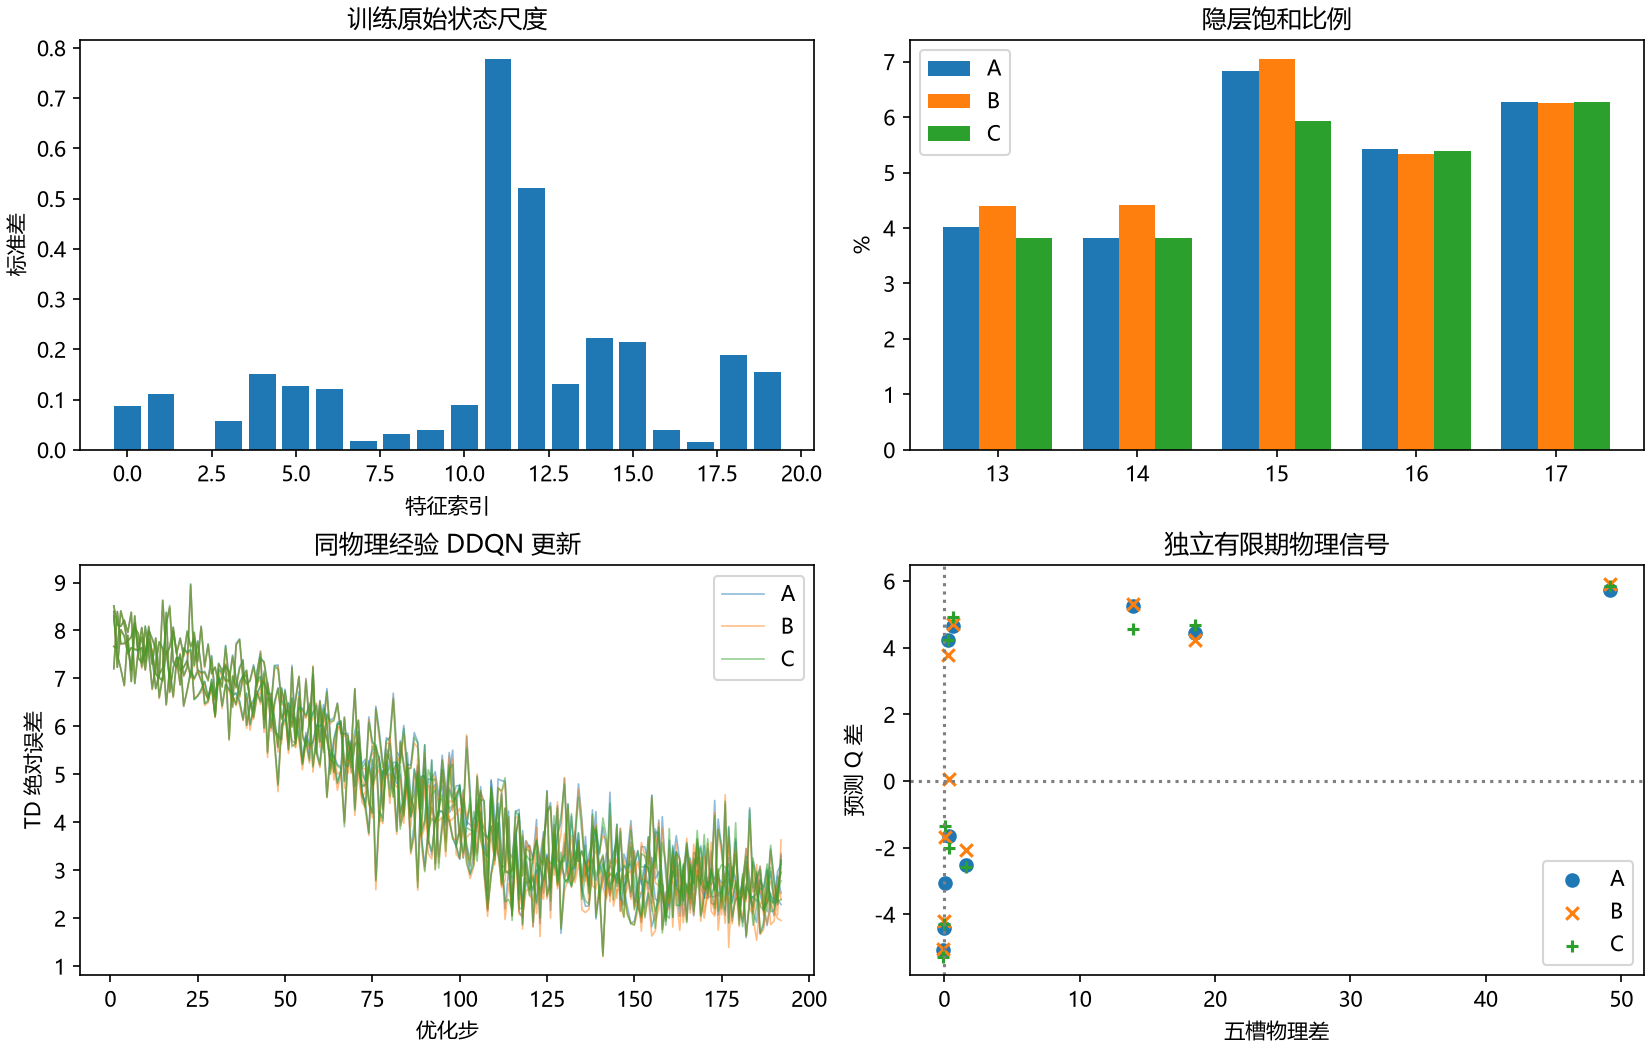 训练原始状态尺度
标准差
0.8
0.7
0.6
0.5
0.4
0.3
0.2
0.1
0.0
0.0 2.5 5.0 7.5 10.0 12.5 15.0 17.5 20.0
特征索引
隐层饱和比例
%
7
6
5
4
3
2
1
0
A
B
C
13 14 15 16 17
同物理经验 DDQN 更新
TD 绝对误差
9
8
7
6
5
4
3
2
1
A
B
C
0 25 50 75 100 125 150 175 200
优化步
独立有限期物理信号
预测 Q 差
6
4
2
0
-2
-4
A
B
C
0 10 20 30 40 50
五槽物理差